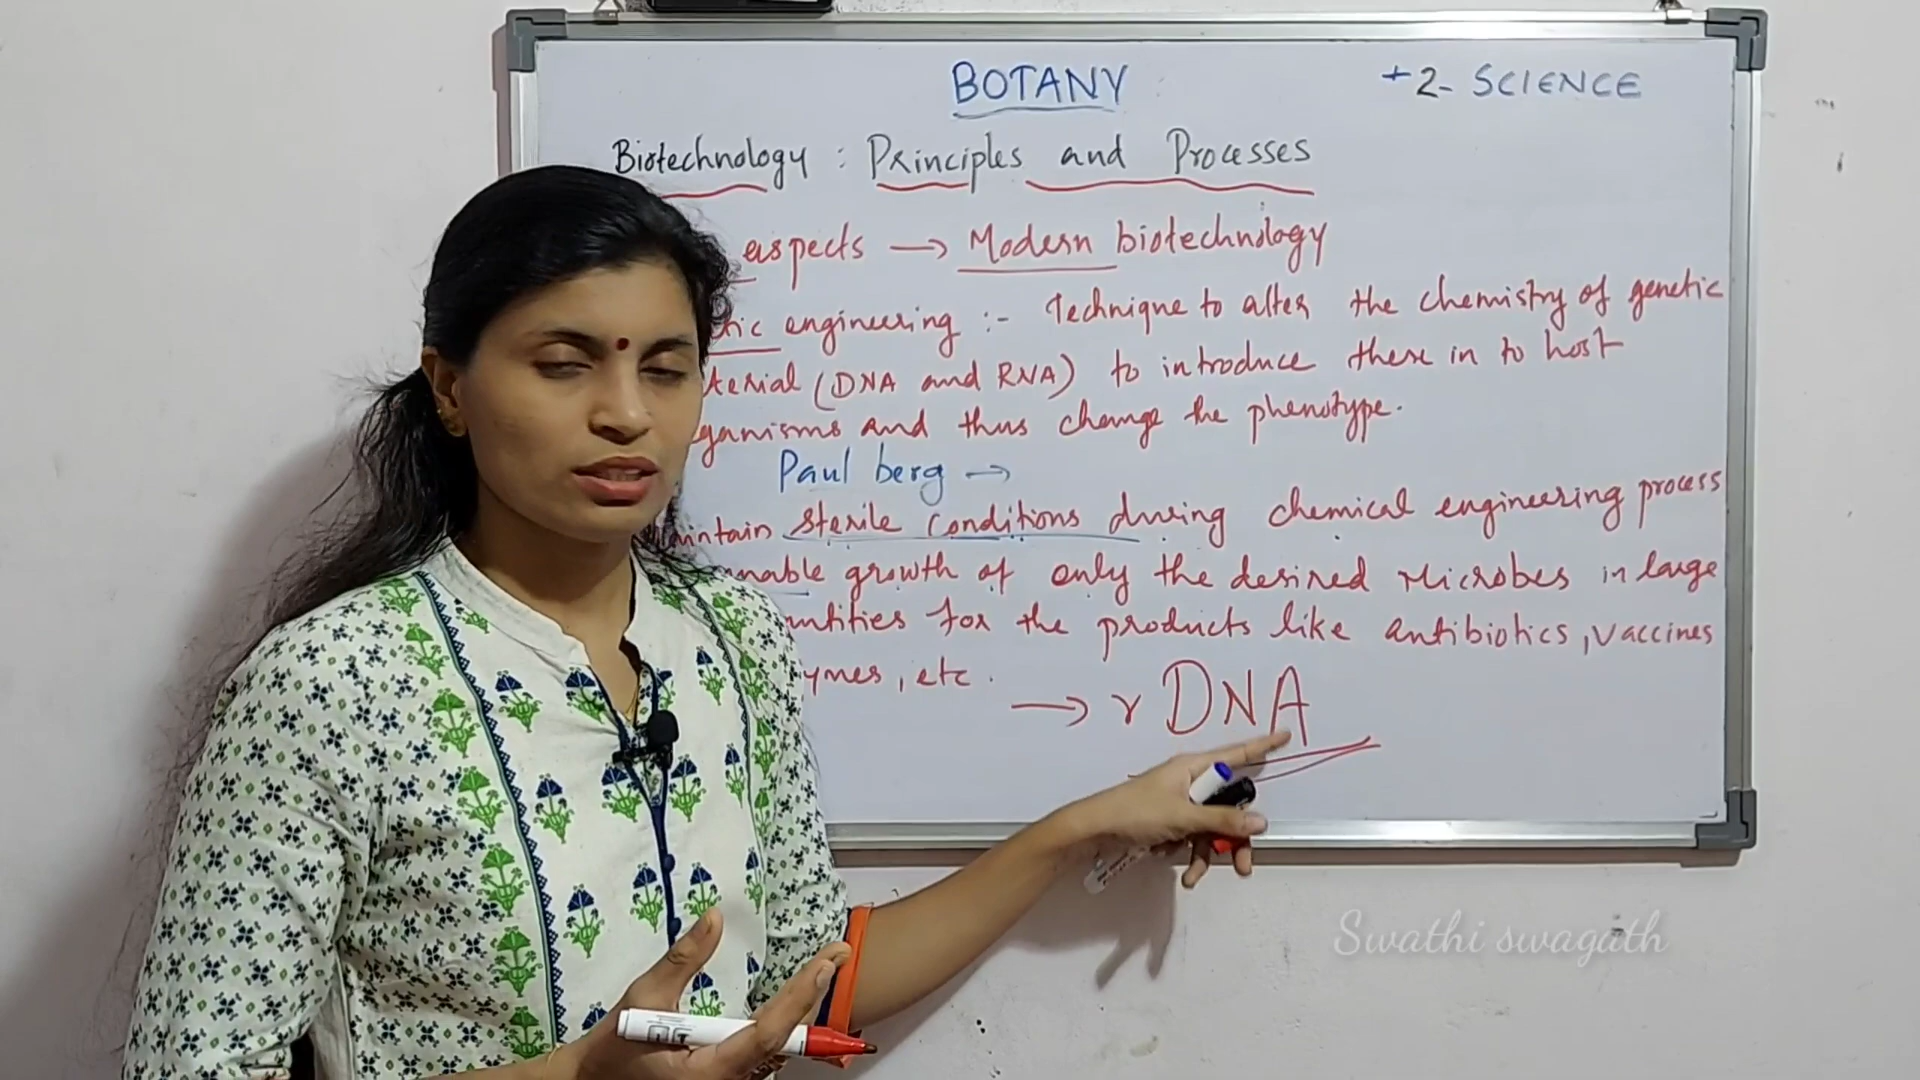 BOTANY
+2- SCIENCE
Biotechnology : Principles and Processes
aspects → Modern biotechnology
engineering :- Technique to alter the chemistry of genetic
(DNA and RNA) to introduce these in to host
and thus change the phenotype.
Paul berg →
sterile conditions during chemical engineering process
growth of only the desired Microbes in large
for the products like antibiotics, vaccines
, etc.
→ r DNA
Swathi swagath